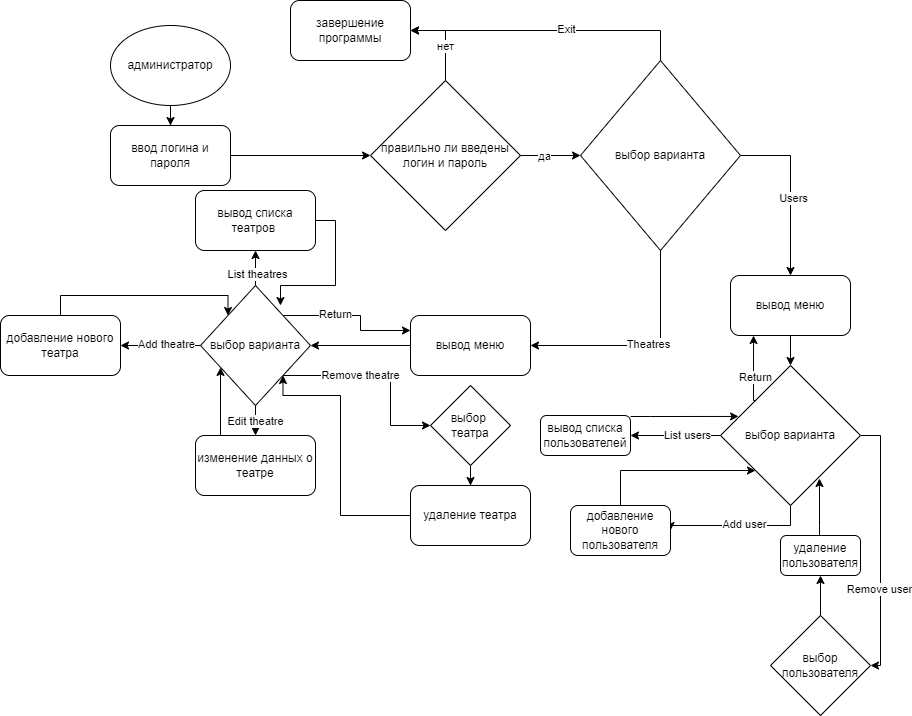 завершение
программы
Exit
нет
администратор
ввод логина и
пароля
правильно ли введены
логин и пароль
да
выбор варианта
Users
вывод списка
театров
List theatres
вывод меню
Return
добавление нового
театра
Add theatre
выбор варианта
вывод меню
Theatres
Remove theatre
Return
Edit theatre
выбор
театра
вывод списка
пользователей
List users
выбор варианта
изменение данных о
театре
удаление театра
добавление
нового
пользователя
Add user
удаление
пользователя
Remove user
выбор
пользователя